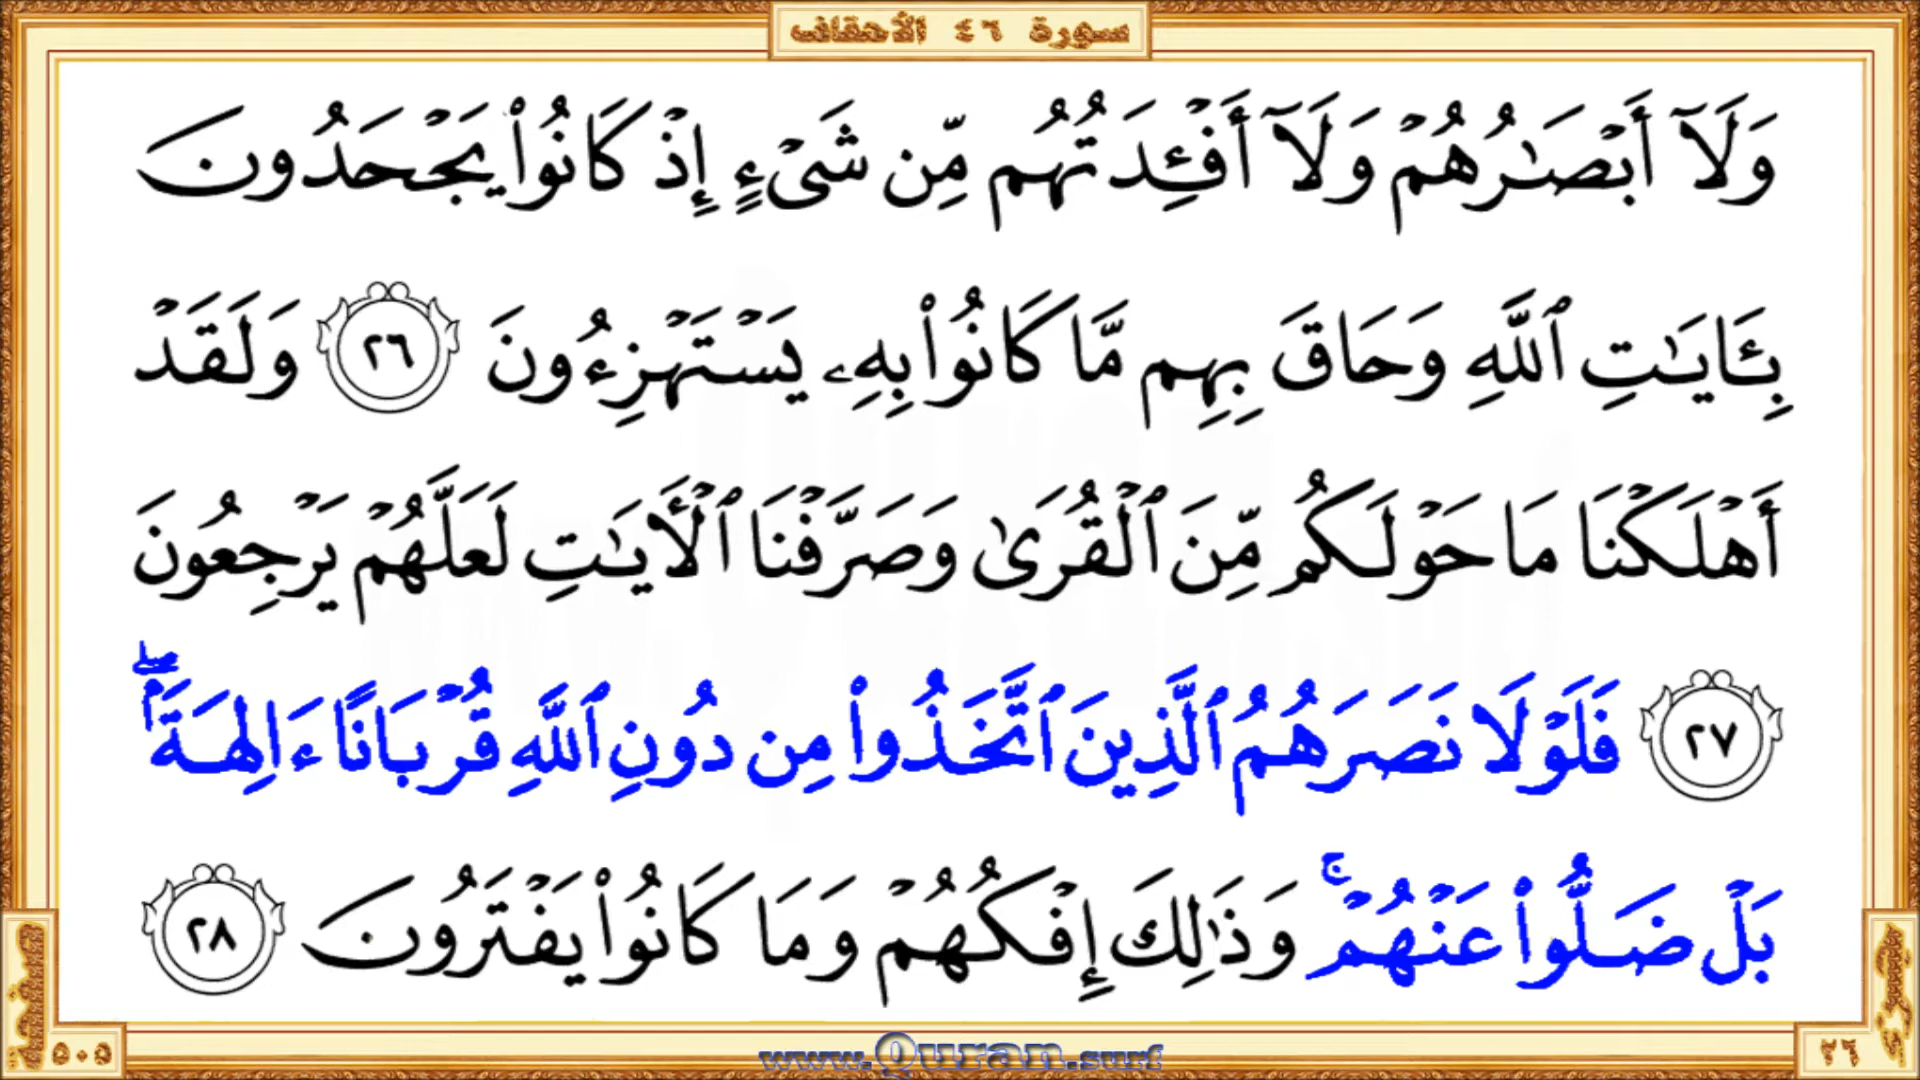 سورة ٤٦ الأحقاف
وَلَآ أَبْصَـٰرُهُمْ وَلَآ أَفْـِٔدَتُهُم مِّن شَىْءٍ إِذْ كَانُوا۟ يَجْحَدُونَ
بِـَٔايَـٰتِ ٱللَّهِ وَحَاقَ بِهِم مَّا كَانُوا۟ بِهِۦ يَسْتَهْزِءُونَ ٢٦ وَلَقَدْ
أَهْلَكْنَا مَا حَوْلَكُم مِّنَ ٱلْقُرَىٰ وَصَرَّفْنَا ٱلْأَيَـٰتِ لَعَلَّهُمْ يَرْجِعُونَ
٢٧ فَلَوْلَا نَصَرَهُمُ ٱلَّذِينَ ٱتَّخَذُوا۟ مِن دُونِ ٱللَّهِ قُرْبَانًا ءَالِهَةًۢ ۖ
بَلْ ضَلُّوا۟ عَنْهُمْ ۚ وَذَٰلِكَ إِفْكُهُمْ وَمَا كَانُوا۟ يَفْتَرُونَ ٢٨
صفحة ٥٠٥
www.Quran.surf
٢٦